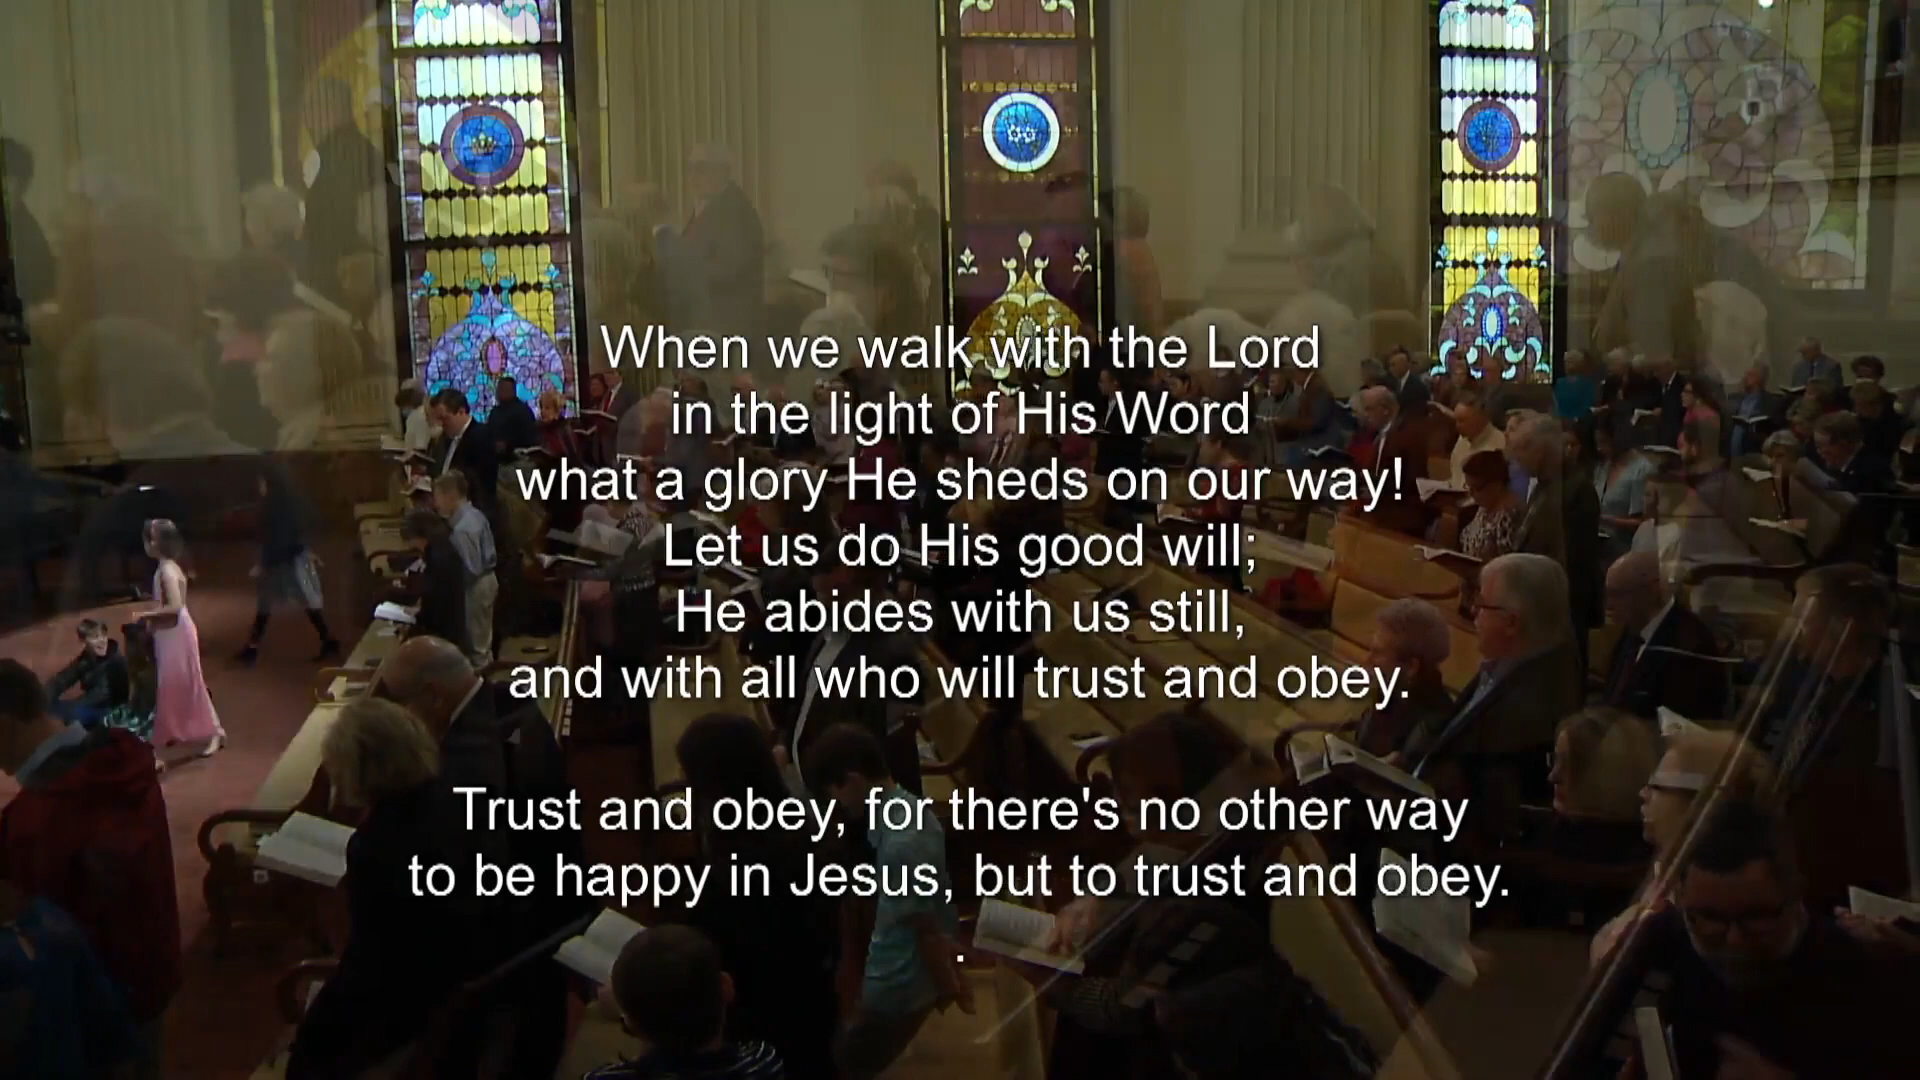 When we walk with the Lord
in the light of His Word
what a glory He sheds on our way!
Let us do His good will;
He abides with us still,
and with all who will trust and obey.
Trust and obey, for there's no other way
to be happy in Jesus, but to trust and obey.
.